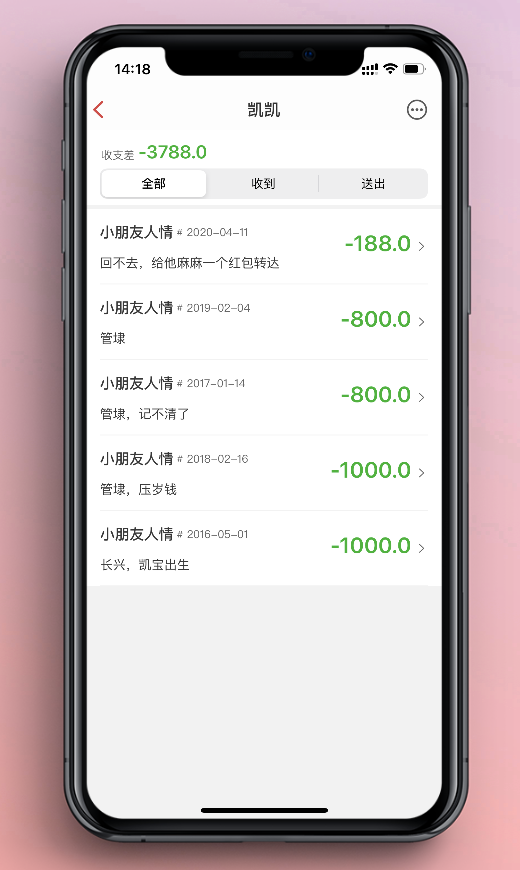 14:18
凯凯
收支差 -3788.0
全部 收到 送出
小朋友人情 # 2020-04-11
-188.0
回不去，给他麻麻一个红包转达
小朋友人情 # 2019-02-04
-800.0
管埭
小朋友人情 # 2017-01-14
-800.0
管埭，记不清了
小朋友人情 # 2018-02-16
-1000.0
管埭，压岁钱
小朋友人情 # 2016-05-01
-1000.0
长兴，凯宝出生